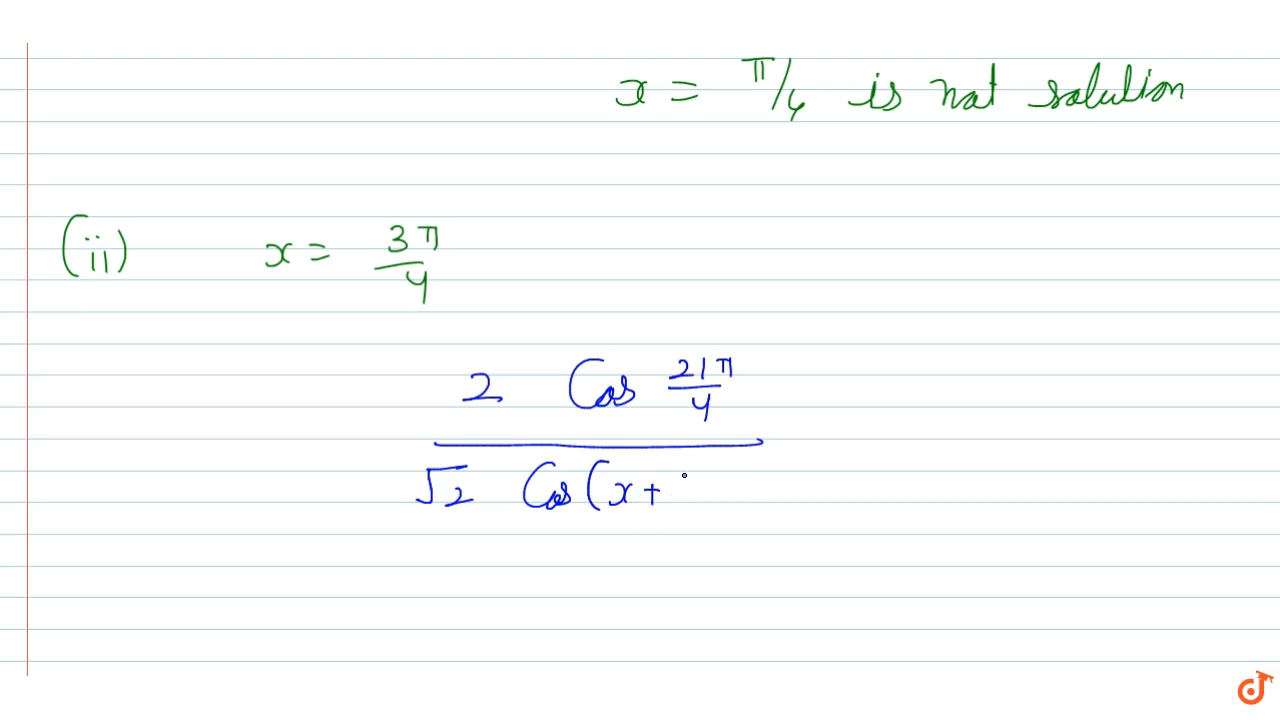 x = π/4 is not solution
(ii) x = 3π/4
2 Cos 21π/4
√2 Cos(x+